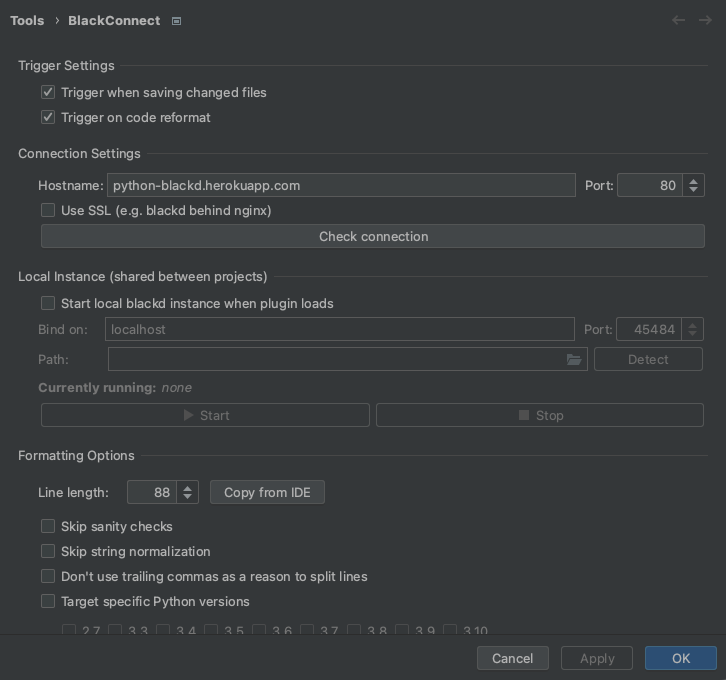 Tools › BlackConnect
Trigger Settings
Trigger when saving changed files
Trigger on code reformat
Connection Settings
Hostname: python-blackd.herokuapp.com Port: 80
Use SSL (e.g. blackd behind nginx)
Check connection
Local Instance (shared between projects)
Start local blackd instance when plugin loads
Bind on: localhost Port: 45484
Path: Detect
Currently running: none
Start Stop
Formatting Options
Line length: 88 Copy from IDE
Skip sanity checks
Skip string normalization
Don't use trailing commas as a reason to split lines
Target specific Python versions
2.7 3.3 3.4 3.5 3.6 3.7 3.8 3.9 3.10
Cancel Apply OK